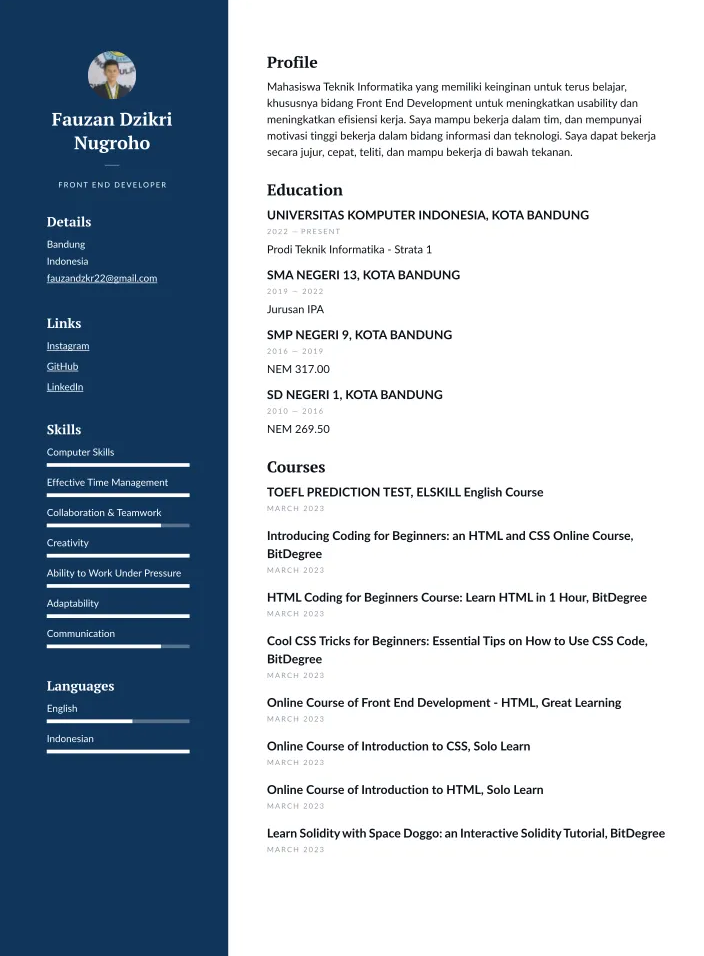 Fauzan Dzikri
Nugroho
FRONT END DEVELOPER
Details
Bandung
Indonesia
fauzandzkr22@gmail.com
Links
Instagram
GitHub
LinkedIn
Skills
Computer Skills
Effective Time Management
Collaboration & Teamwork
Creativity
Ability to Work Under Pressure
Adaptability
Communication
Languages
English
Indonesian
Profile
Mahasiswa Teknik Informatika yang memiliki keinginan untuk terus belajar,
khususnya bidang Front End Development untuk meningkatkan usability dan
meningkatkan efisiensi kerja. Saya mampu bekerja dalam tim, dan mempunyai
motivasi tinggi bekerja dalam bidang informasi dan teknologi. Saya dapat bekerja
secara jujur, cepat, teliti, dan mampu bekerja di bawah tekanan.
Education
UNIVERSITAS KOMPUTER INDONESIA, KOTA BANDUNG
2022 — PRESENT
Prodi Teknik Informatika - Strata 1
SMA NEGERI 13, KOTA BANDUNG
2019 — 2022
Jurusan IPA
SMP NEGERI 9, KOTA BANDUNG
2016 — 2019
NEM 317.00
SD NEGERI 1, KOTA BANDUNG
2010 — 2016
NEM 269.50
Courses
TOEFL PREDICTION TEST, ELSKILL English Course
MARCH 2023
Introducing Coding for Beginners: an HTML and CSS Online Course,
BitDegree
MARCH 2023
HTML Coding for Beginners Course: Learn HTML in 1 Hour, BitDegree
MARCH 2023
Cool CSS Tricks for Beginners: Essential Tips on How to Use CSS Code,
BitDegree
MARCH 2023
Online Course of Front End Development - HTML, Great Learning
MARCH 2023
Online Course of Introduction to CSS, Solo Learn
MARCH 2023
Online Course of Introduction to HTML, Solo Learn
MARCH 2023
Learn Solidity with Space Doggo: an Interactive Solidity Tutorial, BitDegree
MARCH 2023